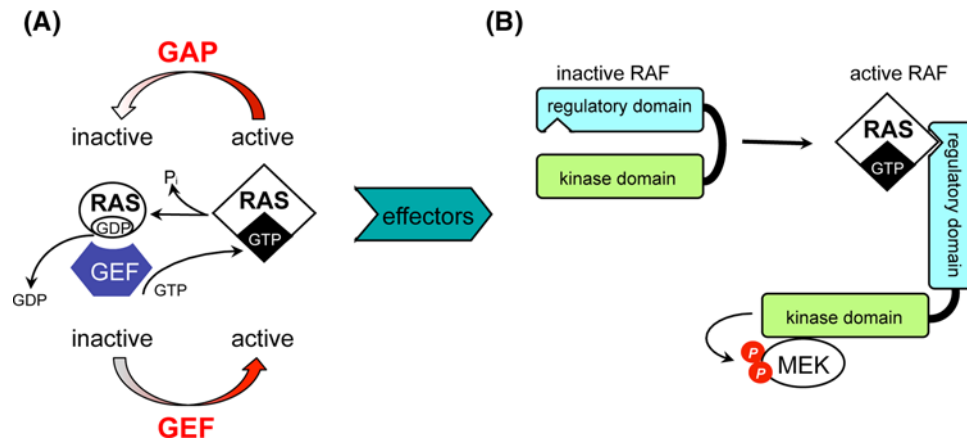 (A)
GAP
inactive
active
Pi
RAS
GDP
GEF
GDP
GTP
RAS
GTP
inactive
active
GEF
effectors
(B)
inactive RAF
regulatory domain
kinase domain
active RAF
RAS
GTP
regulatory domain
kinase domain
P
P
MEK